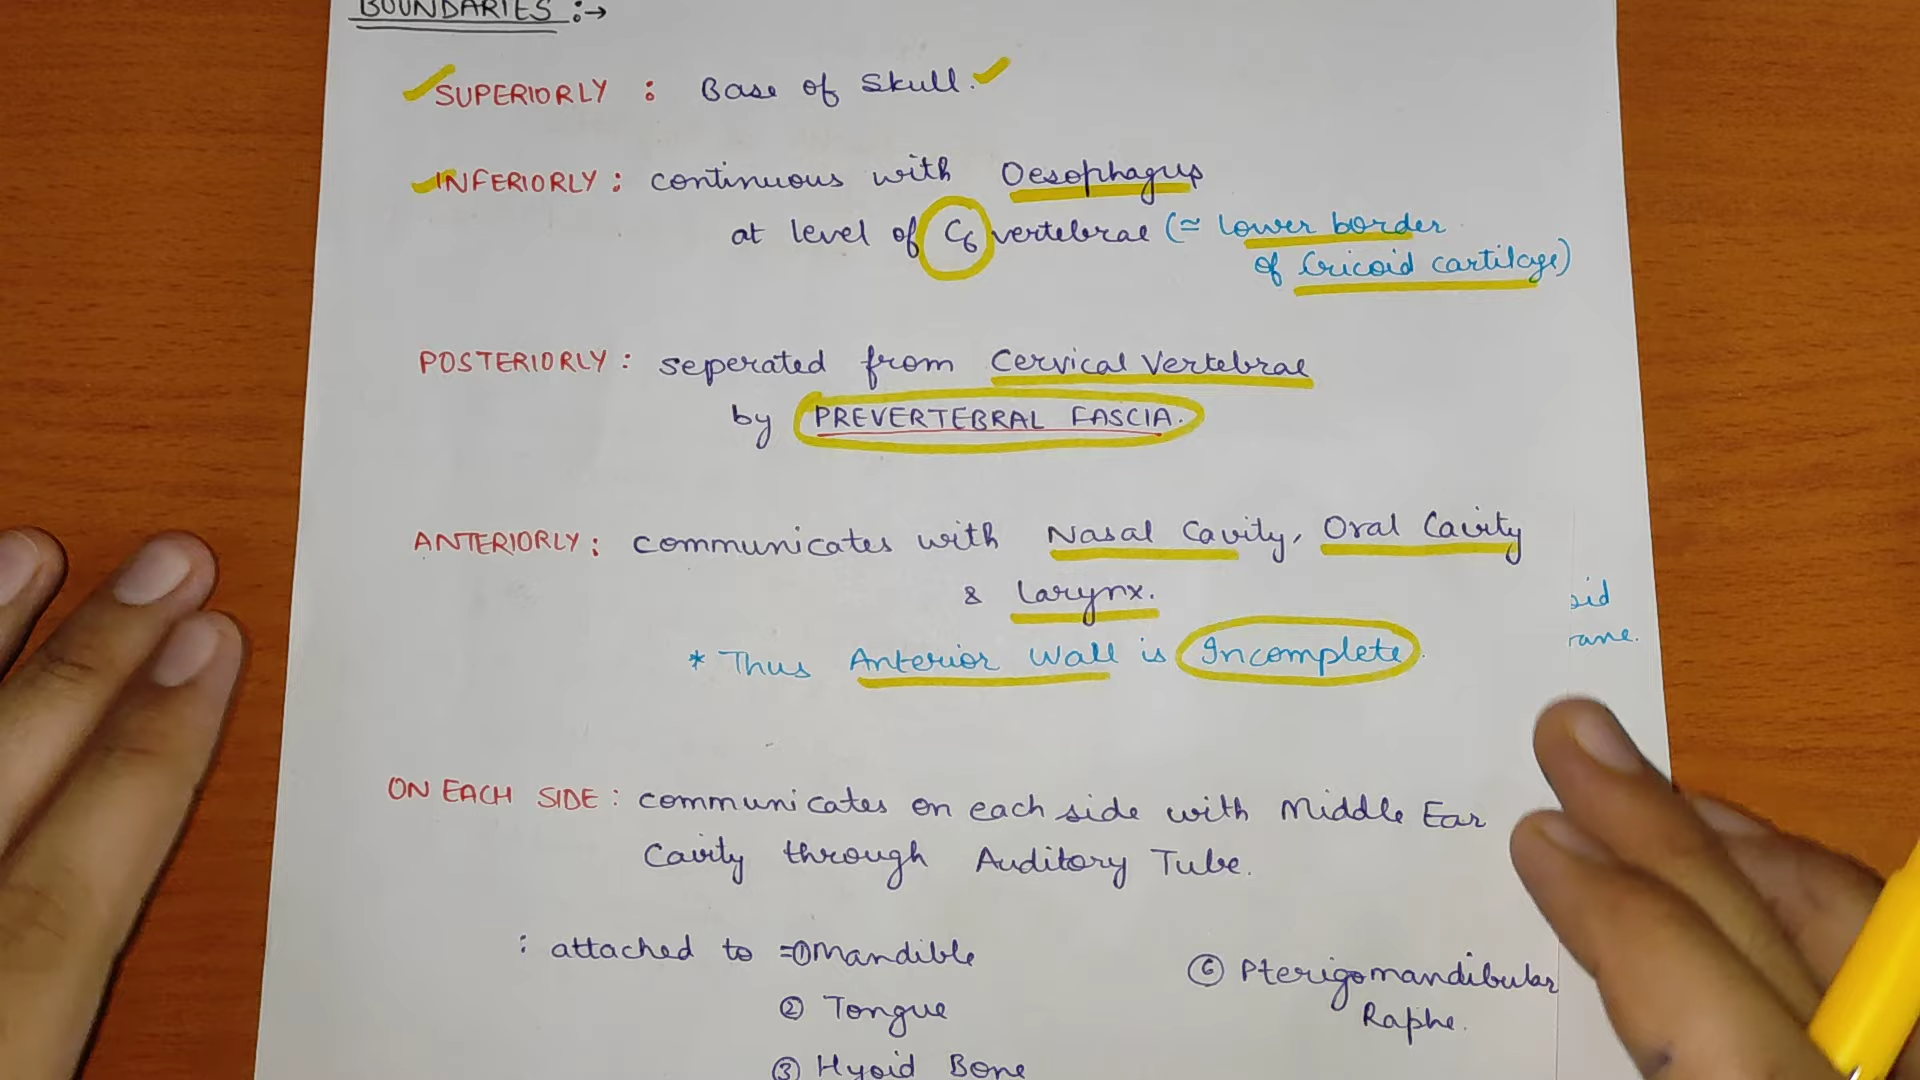 BOUNDARIES :→
SUPERIORLY : Base of Skull.
INFERIORLY : continuous with Oesophagus
at level of C6 vertebrae (≃ lower border
of Cricoid cartilage)
POSTERIORLY : seperated from Cervical Vertebrae
by PREVERTEBRAL FASCIA.
ANTERIORLY : communicates with Nasal Cavity, Oral Cavity
& Larynx.
* Thus Anterior Wall is Incomplete.
ON EACH SIDE : communicates on each side with Middle Ear
Cavity through Auditory Tube.
: attached to =① Mandible
② Tongue
③ Hyoid Bone
⑥ Pterigomandibular
Raphe.